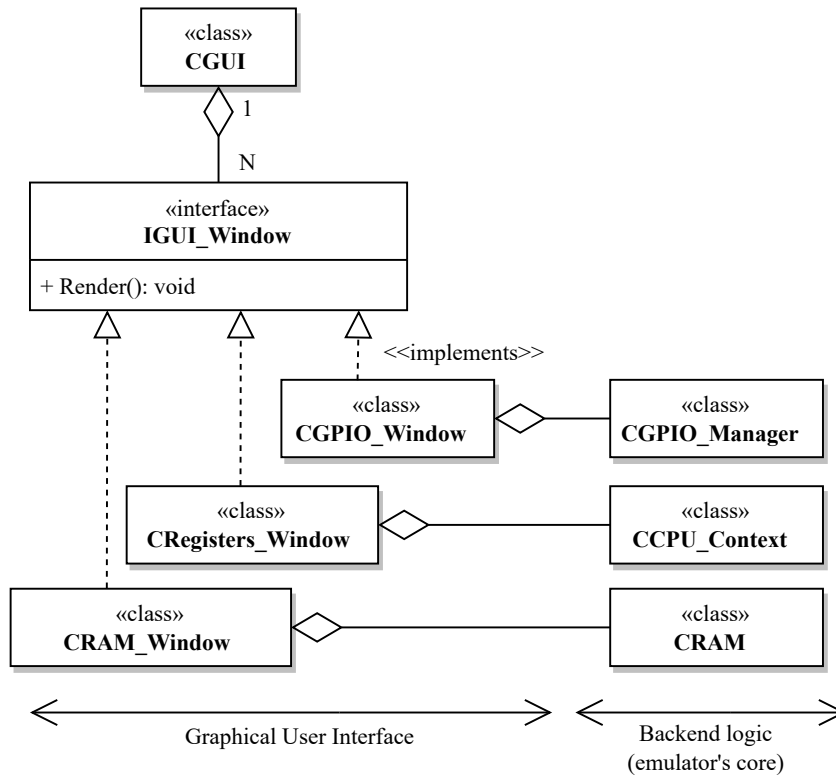 «class»
CGUI
1
N
«interface»
IGUI_Window
+ Render(): void
<<implements>>
«class»
CGPIO_Window
«class»
CGPIO_Manager
«class»
CRegisters_Window
«class»
CCPU_Context
«class»
CRAM_Window
«class»
CRAM
Graphical User Interface
Backend logic
(emulator's core)